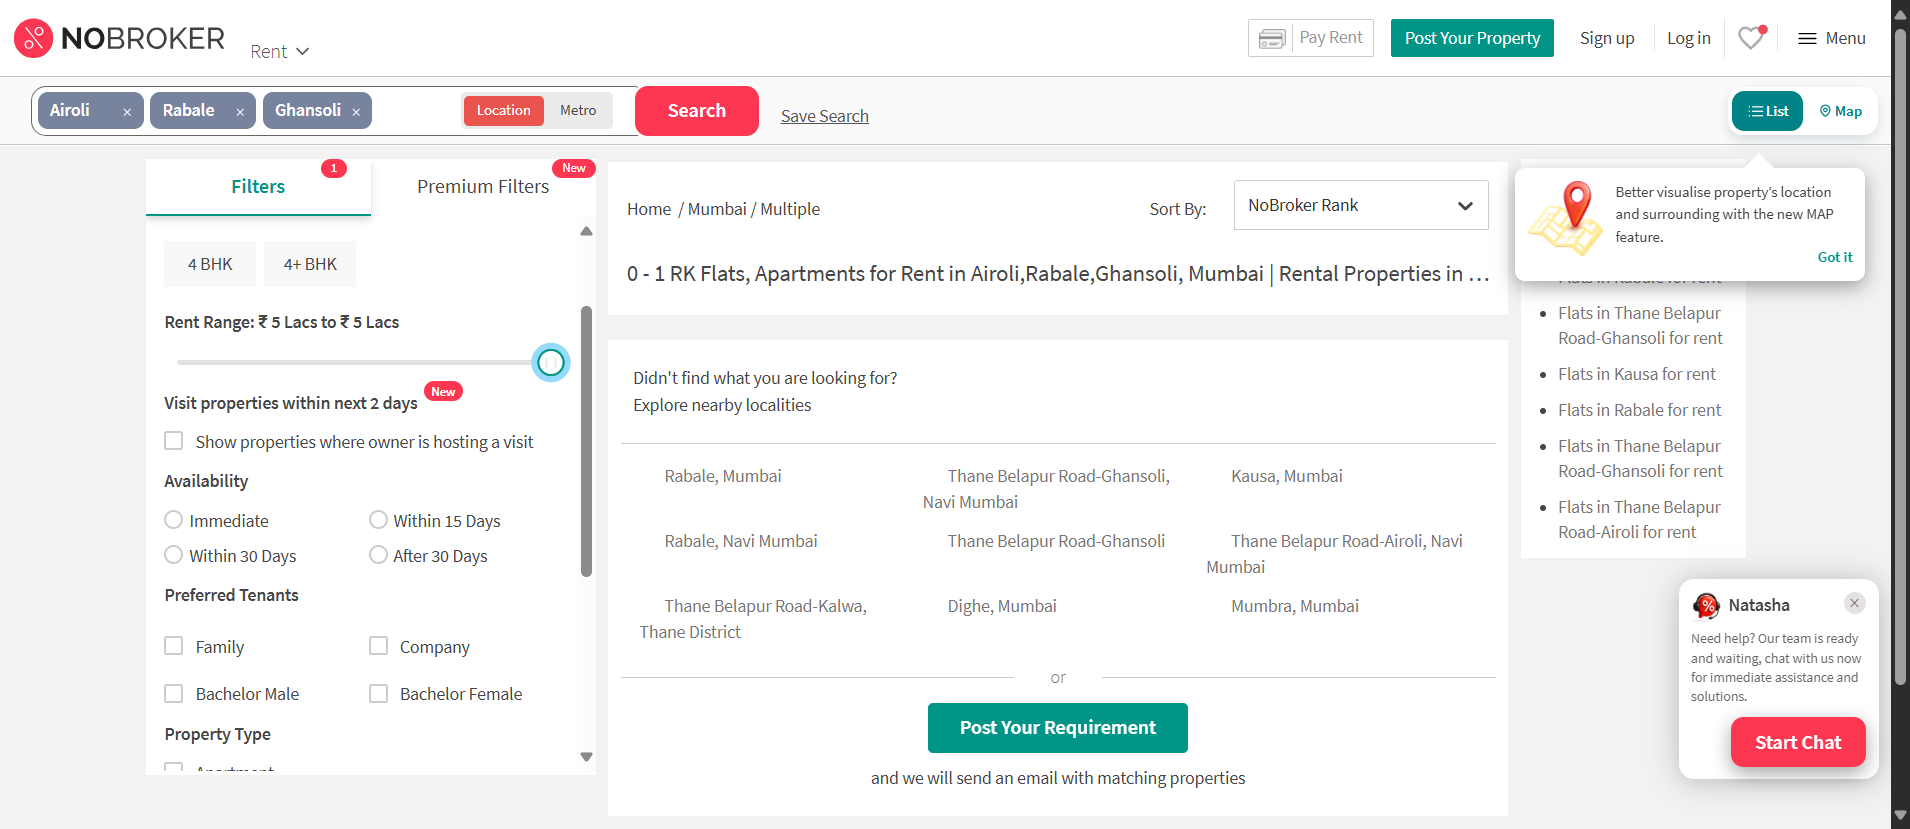 NOBROKER
Rent
Pay Rent
Post Your Property
Sign up
Log in
Menu
Airoli ×
Rabale ×
Ghansoli ×
Location
Metro
Search
Save Search
List
Map
Filters
1
Premium Filters
New
4 BHK
4+ BHK
Rent Range: ₹ 5 Lacs to ₹ 5 Lacs
Visit properties within next 2 days
New
Show properties where owner is hosting a visit
Availability
Immediate
Within 15 Days
Within 30 Days
After 30 Days
Preferred Tenants
Family
Company
Bachelor Male
Bachelor Female
Property Type
Apartment
Home / Mumbai / Multiple
Sort By:
NoBroker Rank
0 - 1 RK Flats, Apartments for Rent in Airoli,Rabale,Ghansoli, Mumbai | Rental Properties in ...
Didn't find what you are looking for?
Explore nearby localities
Rabale, Mumbai
Thane Belapur Road-Ghansoli,
Navi Mumbai
Kausa, Mumbai
Rabale, Navi Mumbai
Thane Belapur Road-Ghansoli
Thane Belapur Road-Airoli, Navi
Mumbai
Thane Belapur Road-Kalwa,
Thane District
Dighe, Mumbai
Mumbra, Mumbai
or
Post Your Requirement
and we will send an email with matching properties
Better visualise property's location
and surrounding with the new MAP
feature.
Got it
Flats in Rabale for rent
Flats in Thane Belapur
Road-Ghansoli for rent
Flats in Kausa for rent
Flats in Rabale for rent
Flats in Thane Belapur
Road-Ghansoli for rent
Flats in Thane Belapur
Road-Airoli for rent
Natasha
Need help? Our team is ready
and waiting, chat with us now
for immediate assistance and
solutions.
Start Chat